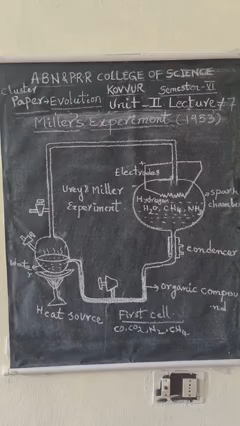 ABN&PRR COLLEGE OF SCIENCE
cluster KOVVUR Semester-VI
Paper→Evolution Unit-II Lecture #7
Miller's Experiment (-1953)
Electrodes
Urey & Miller
Experiment
Hydrogen
H₂O, CH₄, NH₃
spark
chamber
Water
condencer
organic compou
nd
Heat source
First cell
CO, CO₂, N₂, CH₄